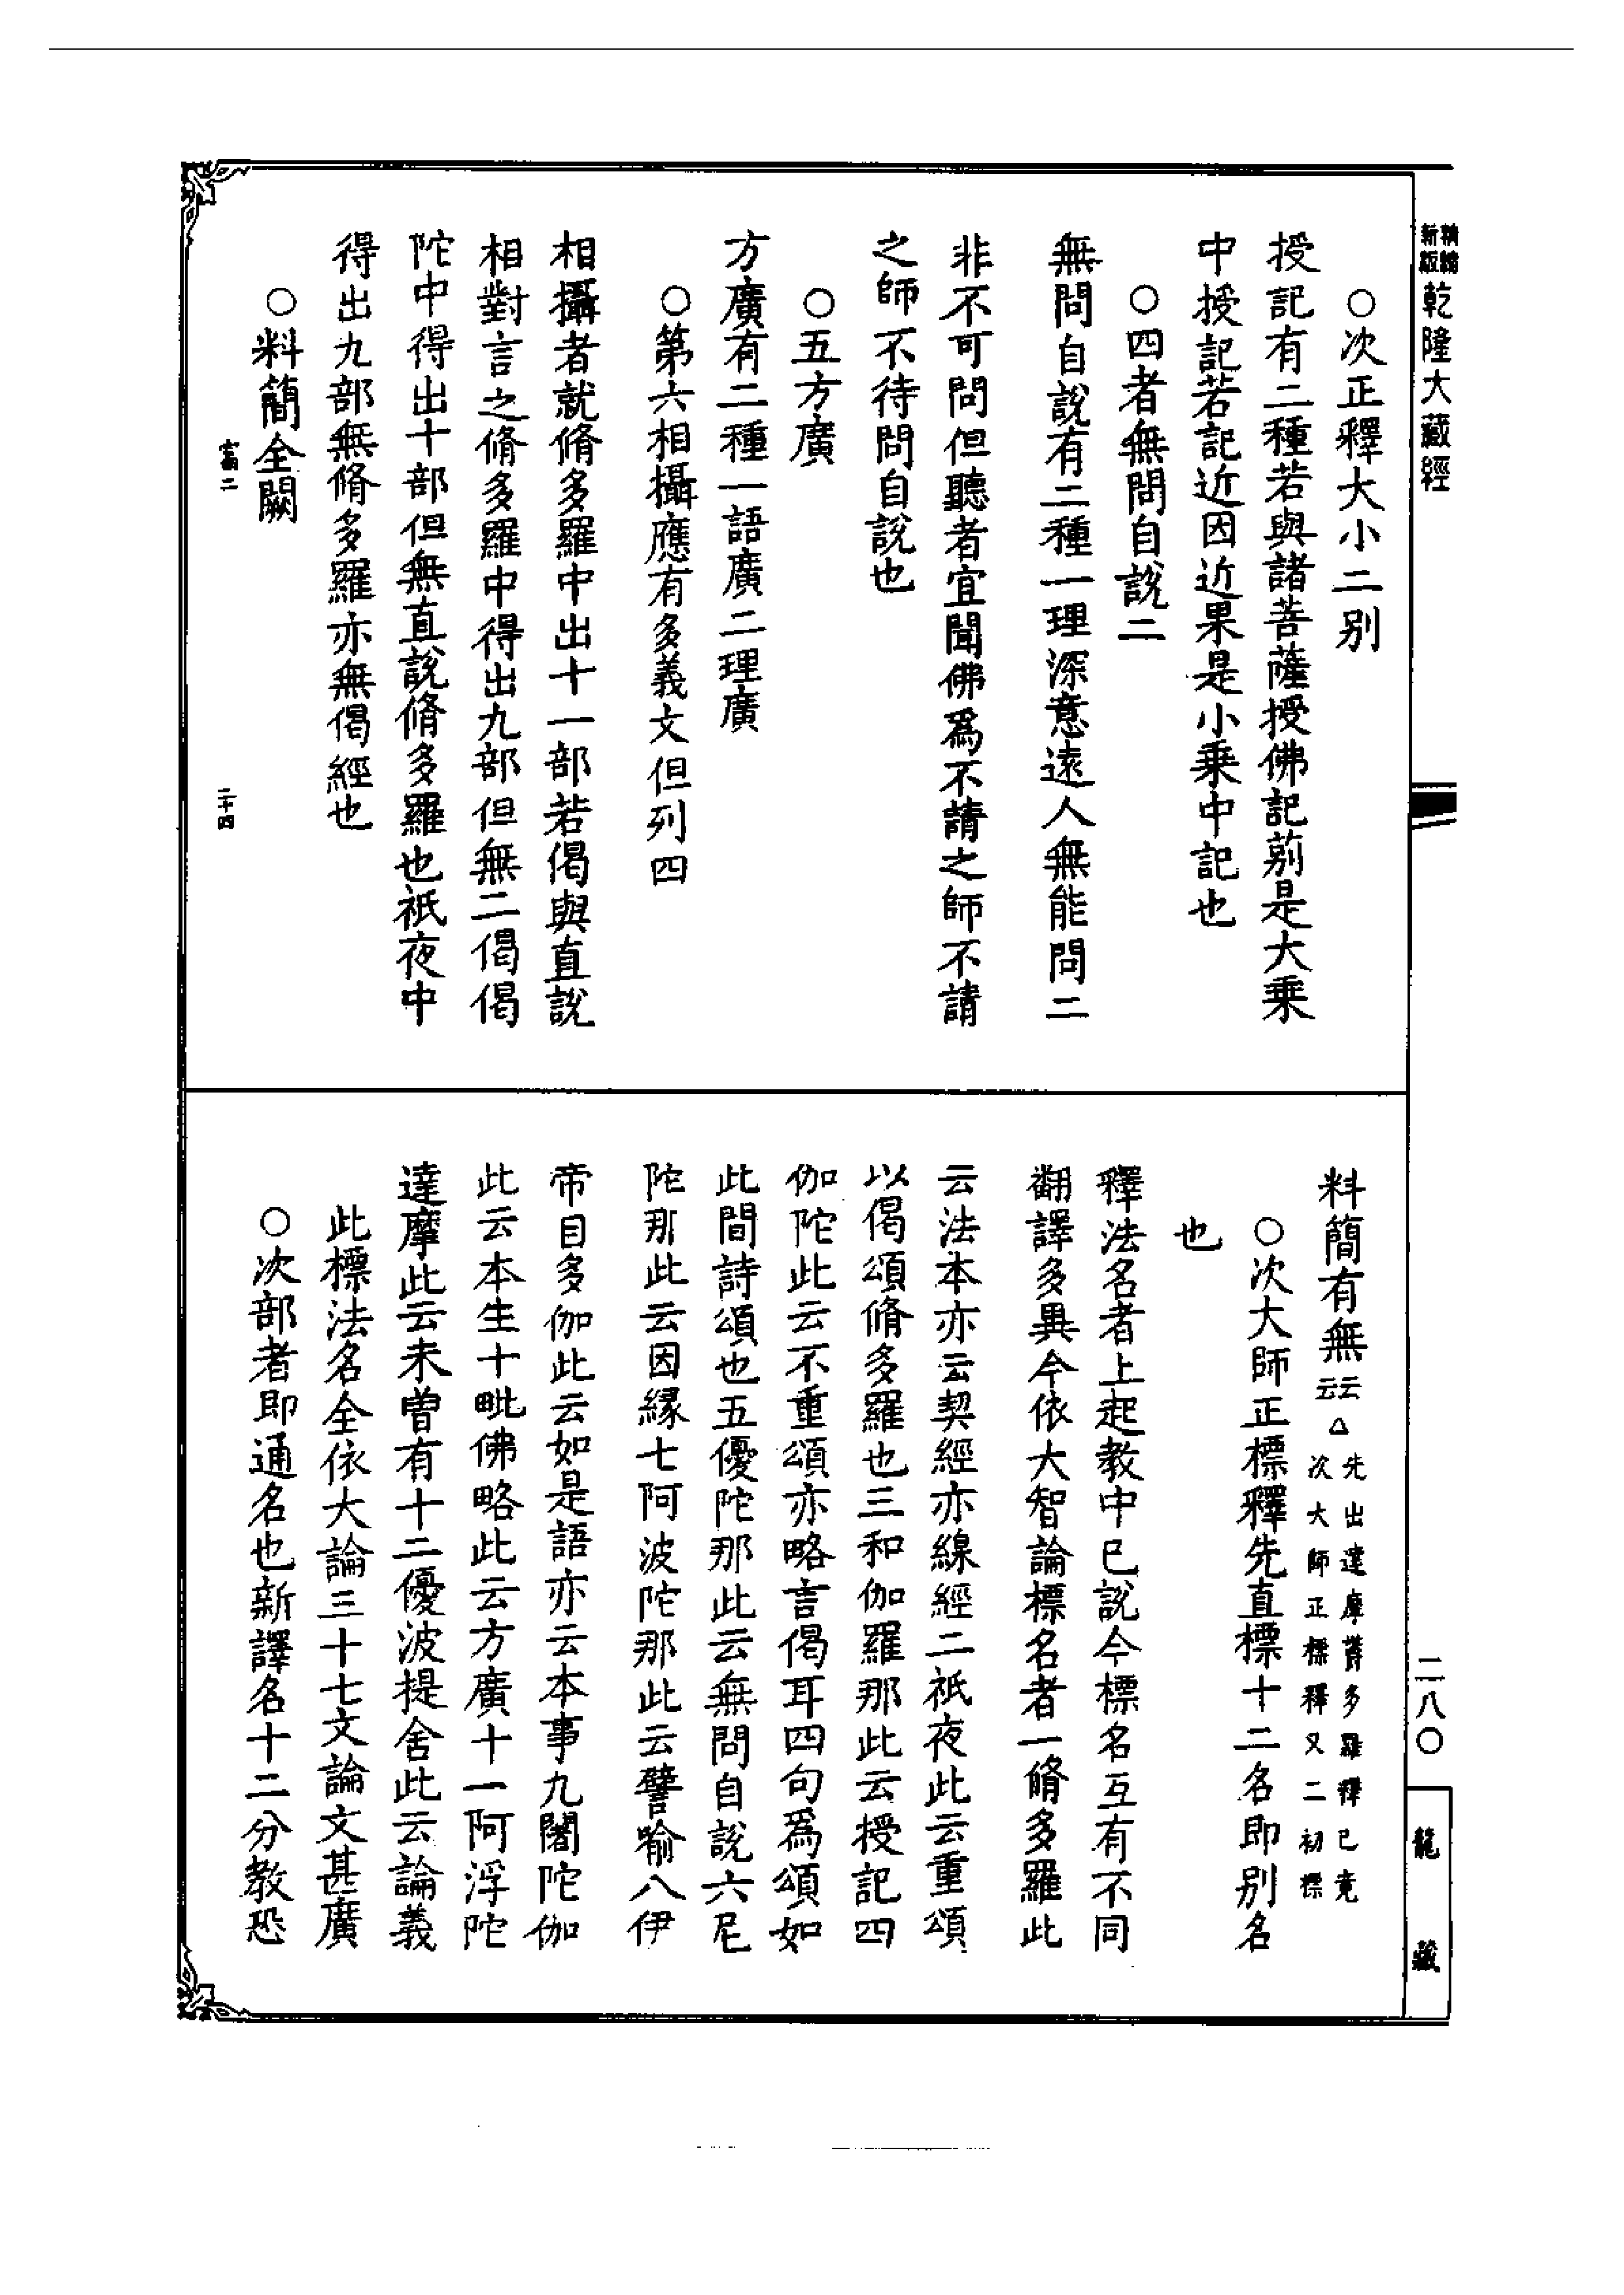 精繕新版乾隆大藏經
二八〇
龍藏
○次正釋大小二別
授記有二種若與諸菩薩授佛記莂是大乘
中授記若記近因近果是小乘中記也
○四者無問自說二
無問自說有二種一理深意遠人無能問二
非不可問但聽者宜聞佛為不請之師不請
之師不待問自說也
○五方廣
方廣有二種一語廣二理廣
○第六相攝應有多義文但列四
相攝者就脩多羅中出十一部若偈與直說
相對言之脩多羅中得出九部但無二偈偈
陀中得出十部但無直說脩多羅也祇夜中
得出九部無脩多羅亦無偈經也
○料簡全闕
富二
二十四
料簡有無云云△先出達摩鬱多羅釋已竟次大師正標釋又二初標
○次大師正標釋先直標十二名即別名
也
釋法名者上起教中已說今標名互有不同
翻譯多異今依大智論標名者一脩多羅此
云法本亦云契經亦線經二祇夜此云重頌
以偈頌脩多羅也三和伽羅那此云授記四
伽陀此云不重頌亦略言偈耳四句為頌如
此間詩頌也五優陀那此云無問自說六尼
陀那此云因緣七阿波陀那此云譬喻八伊
帝目多伽此云如是語亦云本事九闍陀伽
此云本生十毗佛略此云方廣十一阿浮陀
達摩此云未曾有十二優波提舍此云論義
此標法名全依大論三十七文論文甚廣
○次部者即通名也新譯名十二分教恐